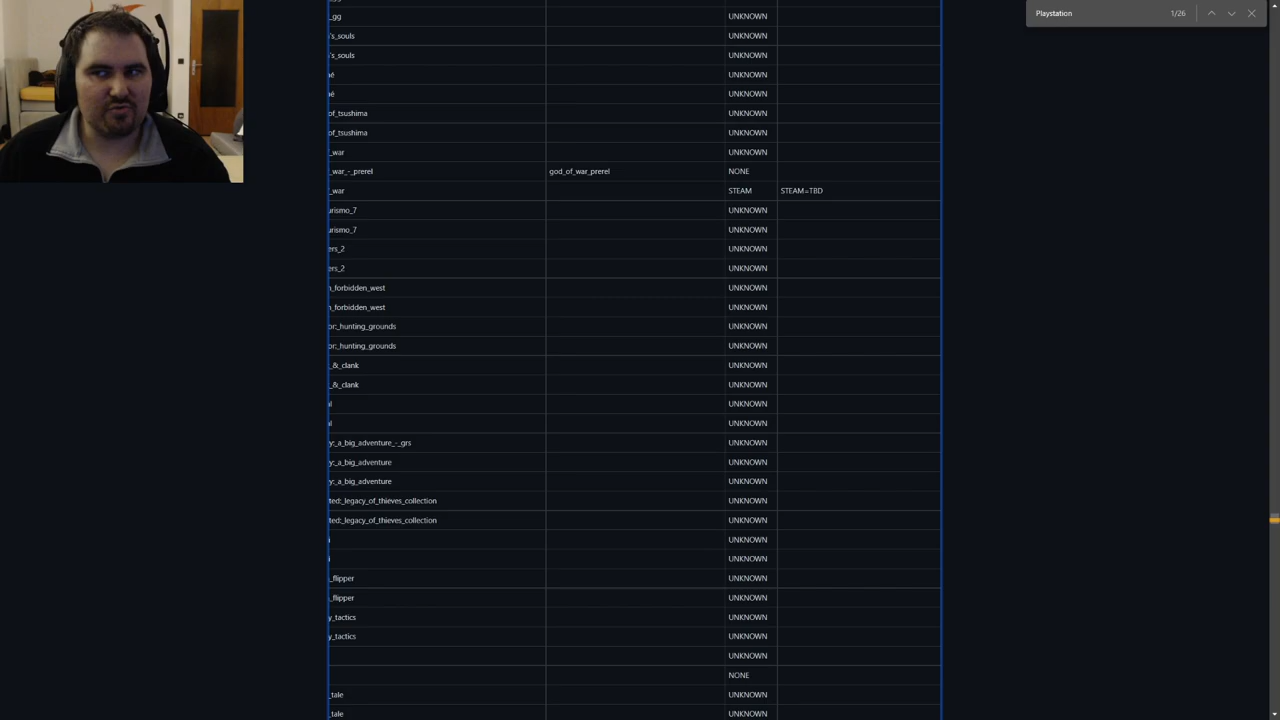 Playstation 1/26
_gg UNKNOWN
's_souls UNKNOWN
's_souls UNKNOWN
é UNKNOWN
é UNKNOWN
of_tsushima UNKNOWN
of_tsushima UNKNOWN
_war UNKNOWN
_war_-_prerel god_of_war_prerel NONE
_war STEAM STEAM=TBD
urismo_7 UNKNOWN
urismo_7 UNKNOWN
ers_2 UNKNOWN
ers_2 UNKNOWN
n_forbidden_west UNKNOWN
n_forbidden_west UNKNOWN
or:_hunting_grounds UNKNOWN
or:_hunting_grounds UNKNOWN
_&_clank UNKNOWN
_&_clank UNKNOWN
al UNKNOWN
al UNKNOWN
y:_a_big_adventure_-_grs UNKNOWN
y:_a_big_adventure UNKNOWN
y:_a_big_adventure UNKNOWN
ted:_legacy_of_thieves_collection UNKNOWN
ted:_legacy_of_thieves_collection UNKNOWN
i UNKNOWN
i UNKNOWN
_flipper UNKNOWN
_flipper UNKNOWN
y_tactics UNKNOWN
y_tactics UNKNOWN
UNKNOWN
NONE
_tale UNKNOWN
_tale UNKNOWN